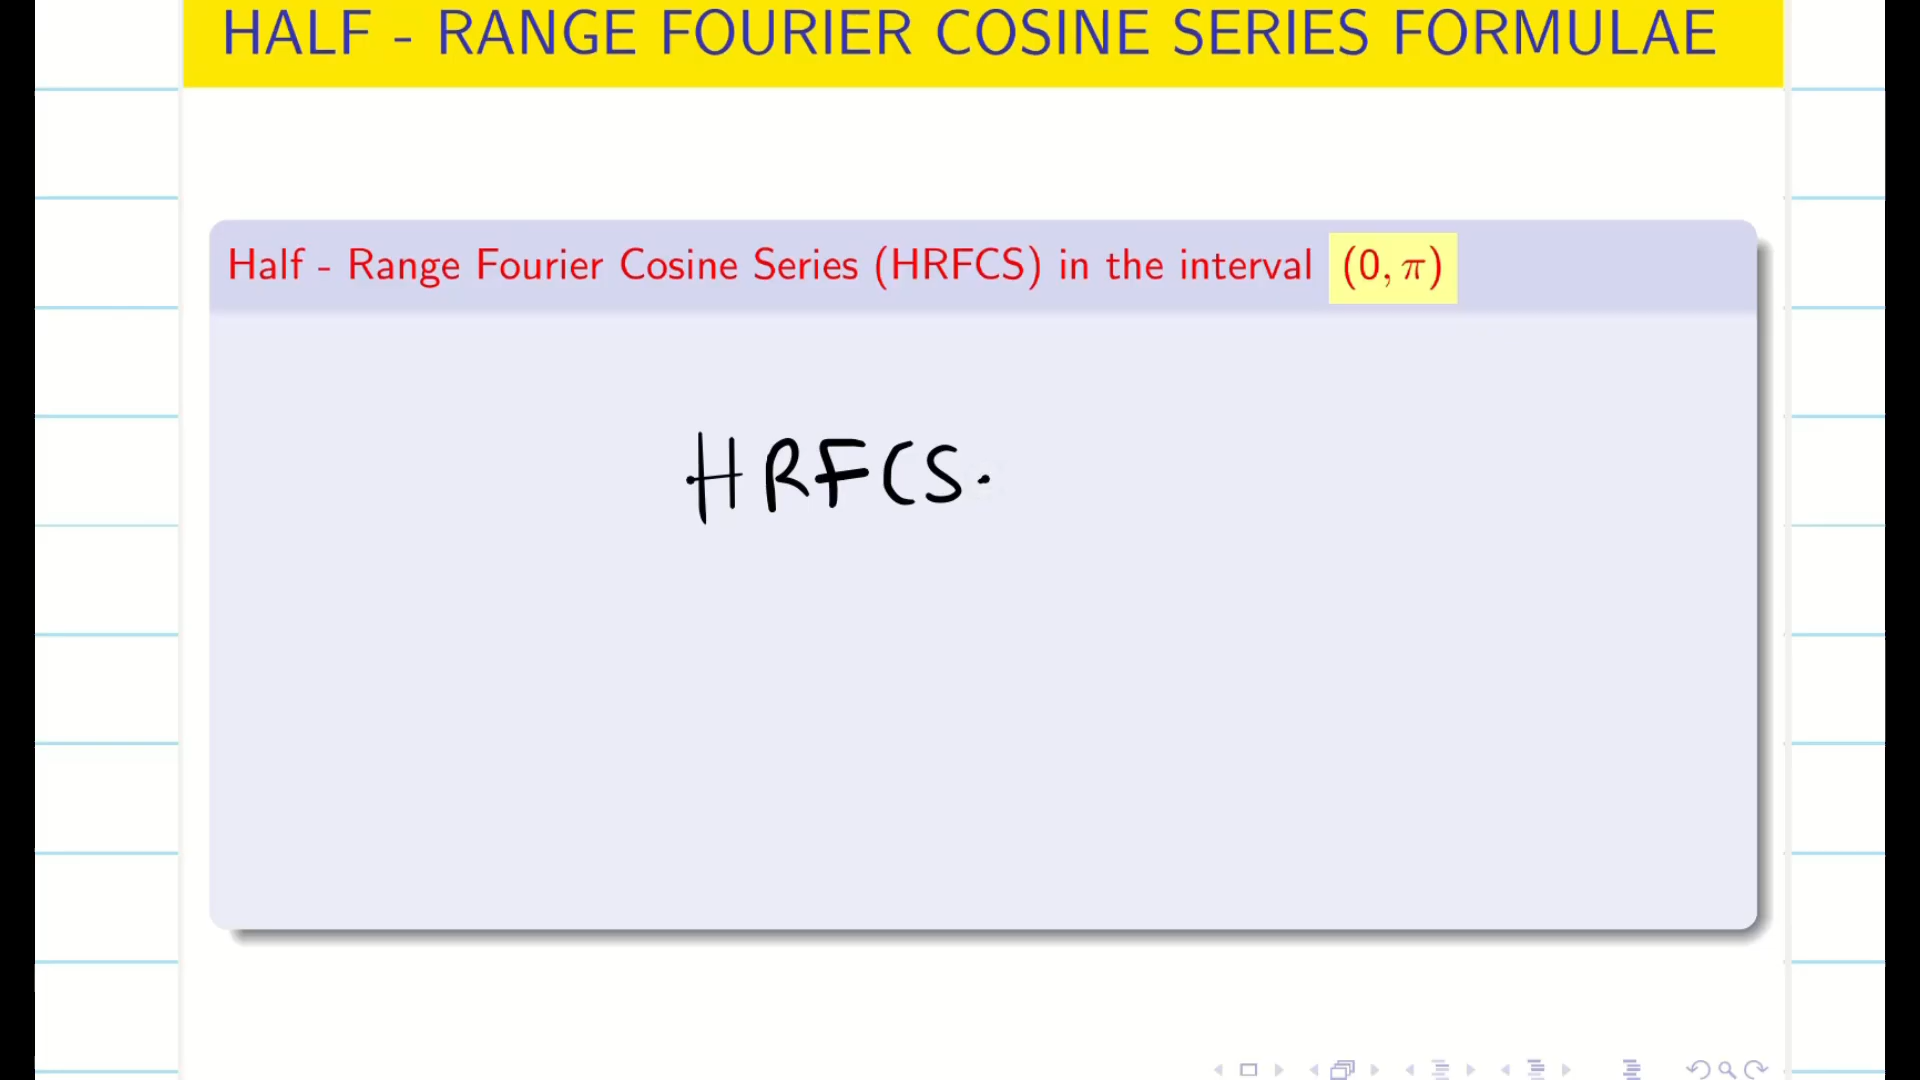 HALF - RANGE FOURIER COSINE SERIES FORMULAE
Half - Range Fourier Cosine Series (HRFCS) in the interval (0, π)
HRFCS.